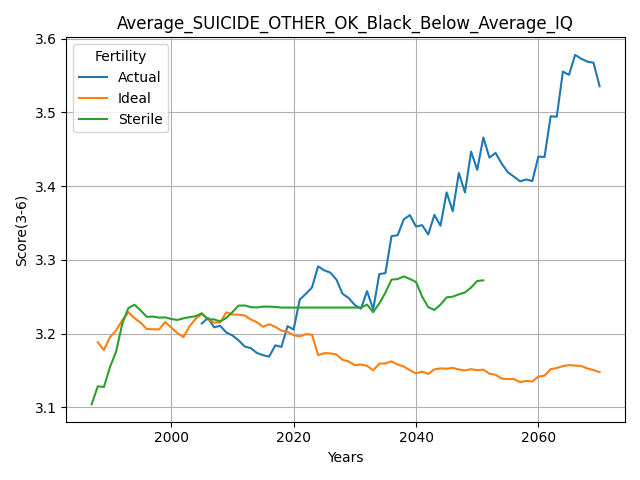 Average_SUICIDE_OTHER_OK_Black_Below_Average_IQ
3.6
3.5
3.4
3.3
3.2
3.1
Score(3-6)
Fertility
Actual
Ideal
Sterile
2000
2020
2040
2060
Years